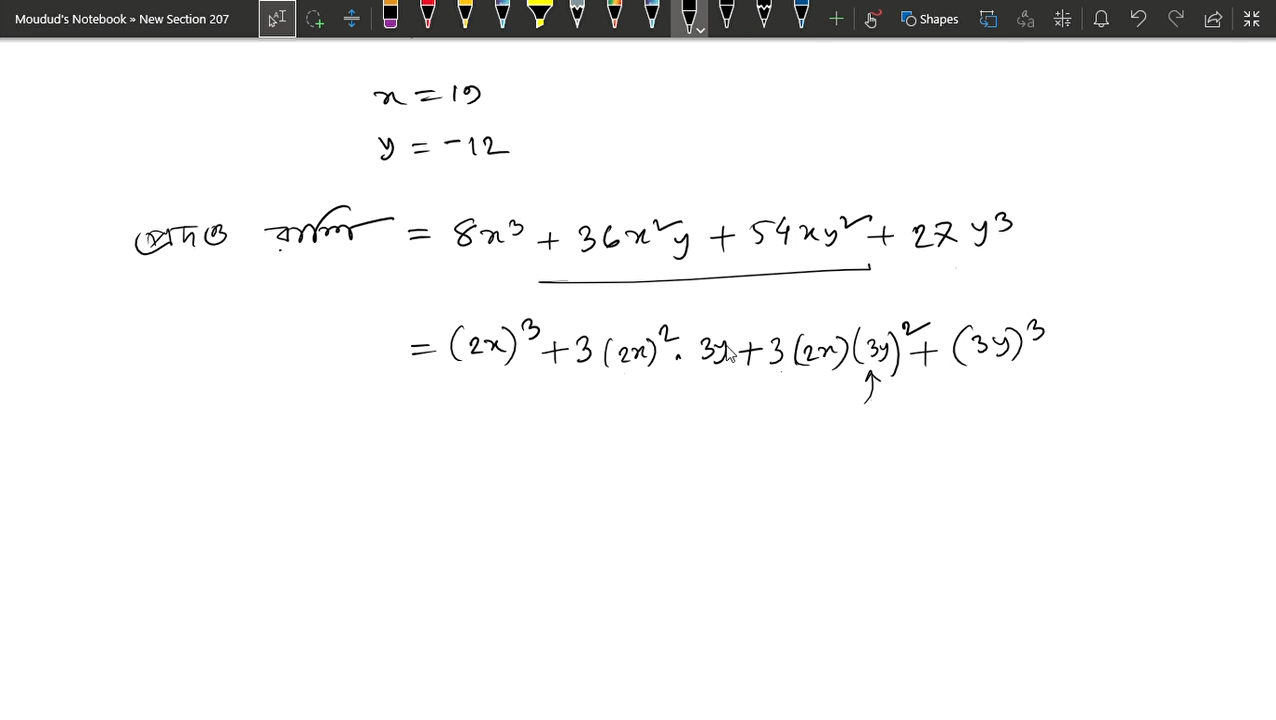 Moudud's Notebook » New Section 207
Shapes
x = 19
y = -12
প্রদত্ত রাশি = 8x³ + 36x²y + 54xy² + 27y³
= (2x)³ + 3(2x)². 3y + 3(2x)(3y)² + (3y)³